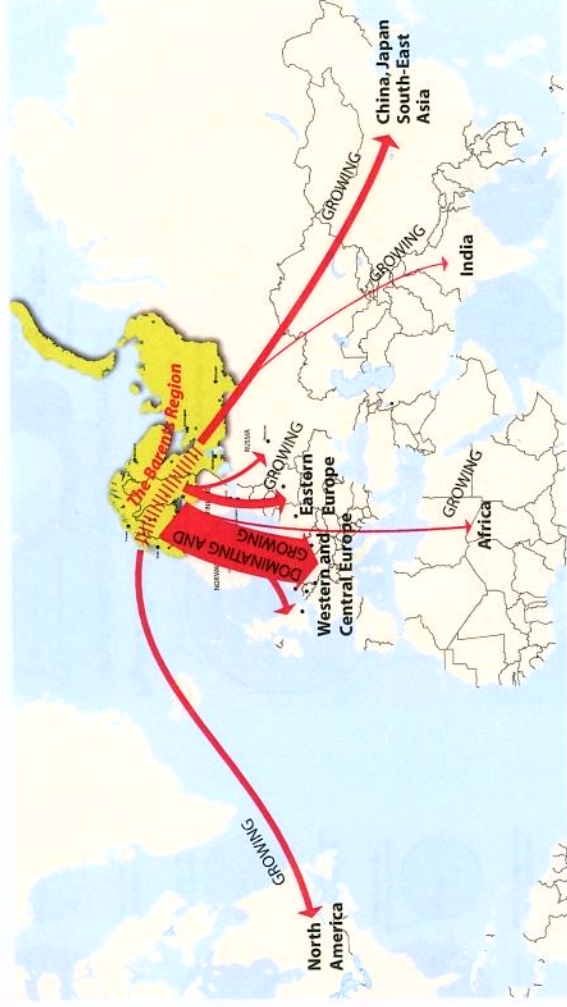 The Barents Region
NORWA
RUSSIA
DOMINATING AND
GROWING
GROWING
GROWING
GROWING
GROWING
GROWING
North
America
Western and
Central Europe
Eastern
Europe
Africa
India
China, Japan
South-East
Asia